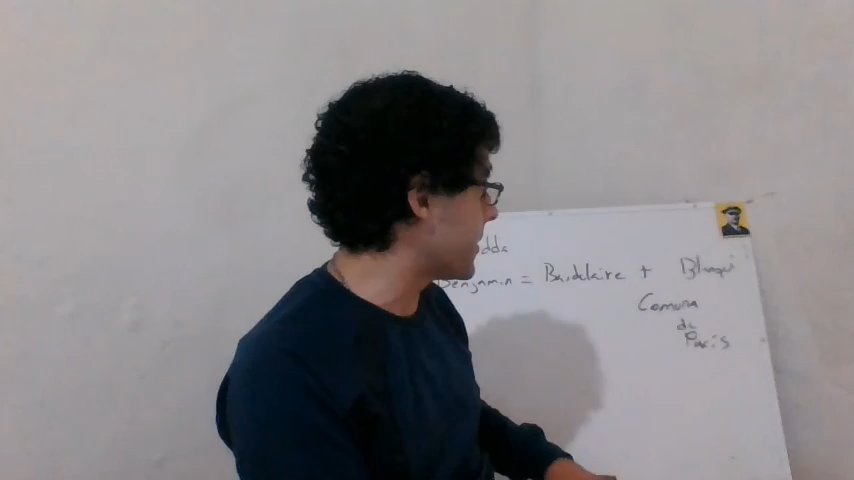 Benjamin = Baudelaire + Blanqui
Comuna
de
Paris